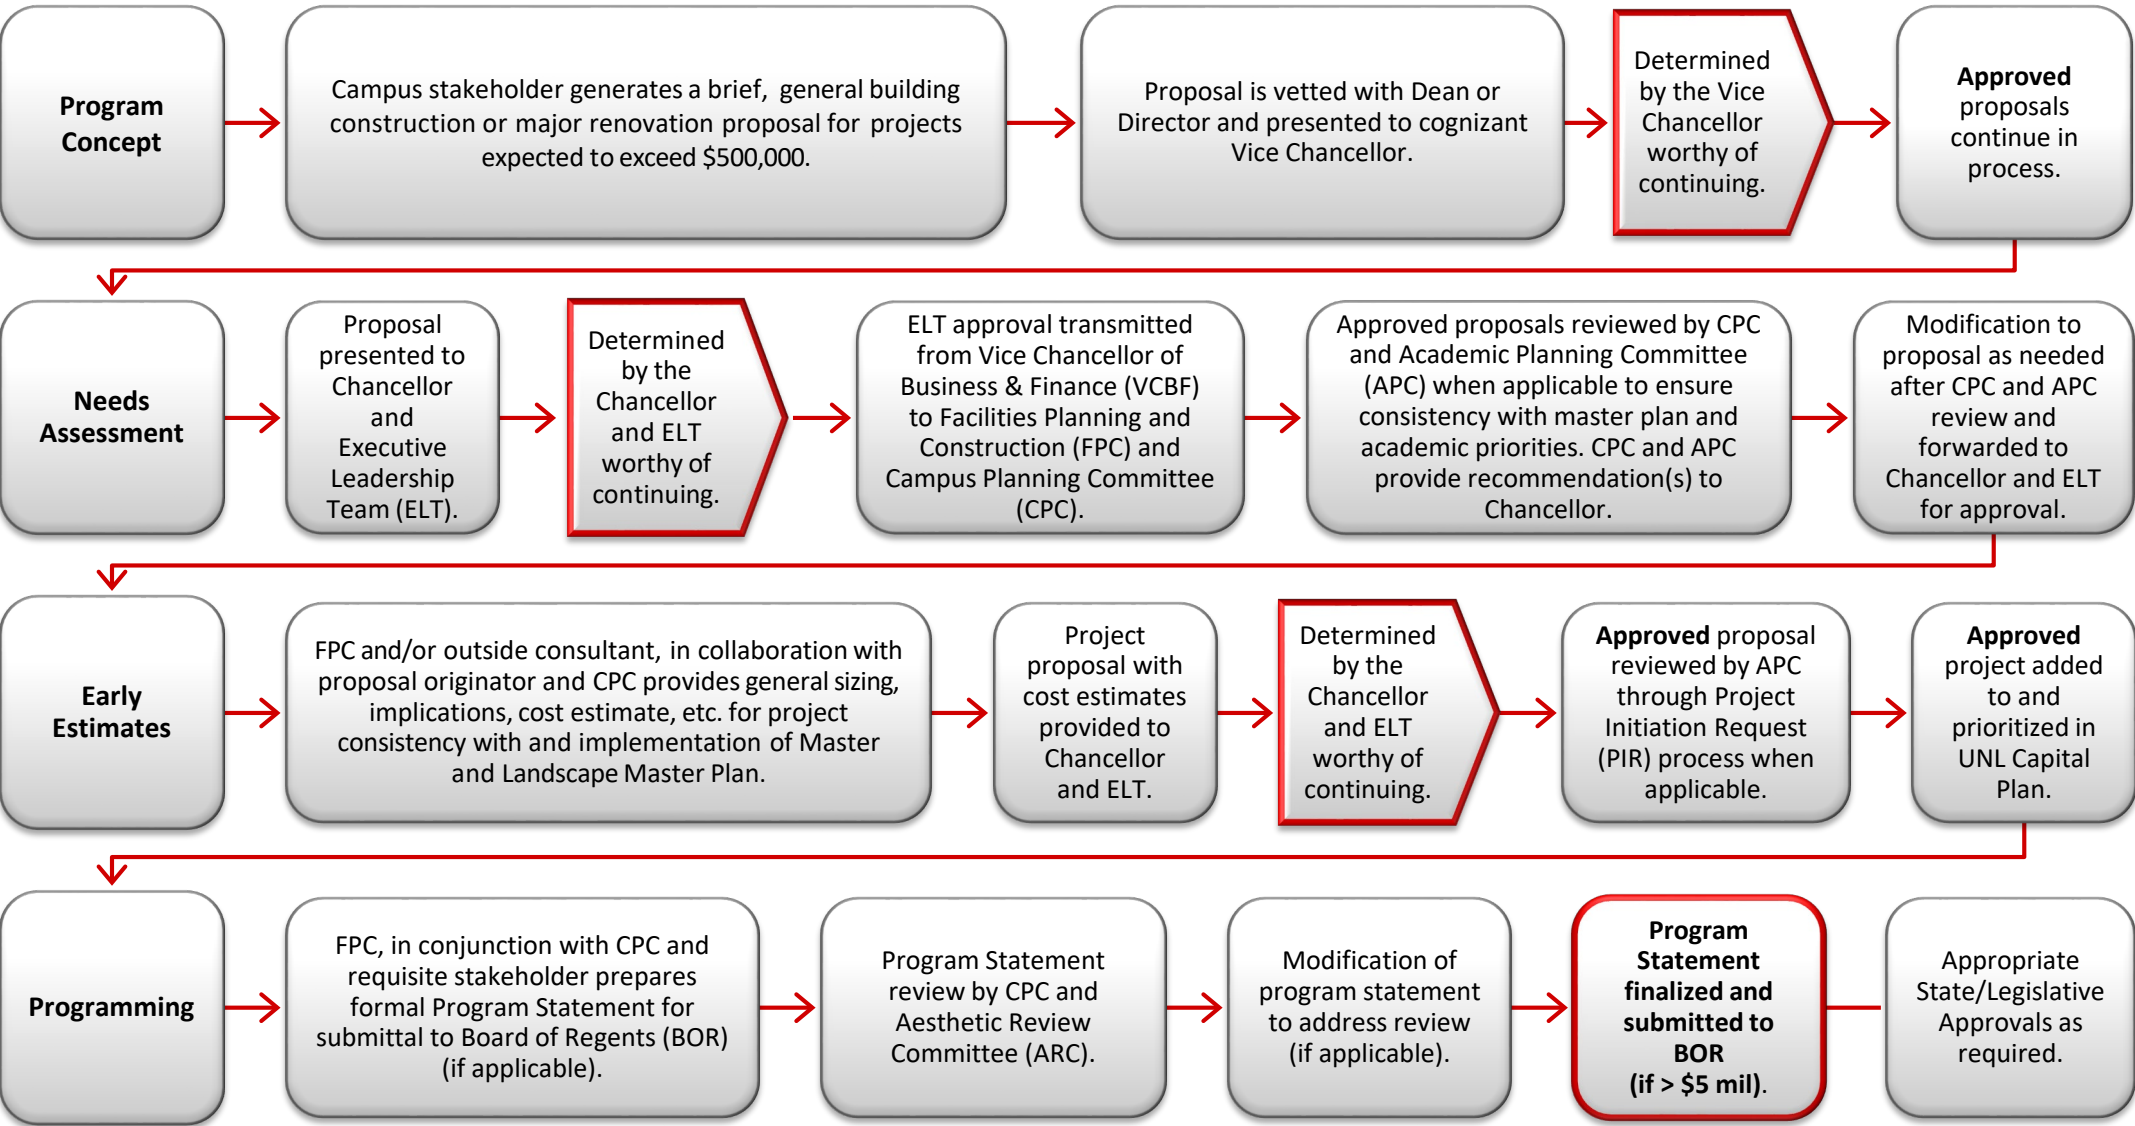 Program
Concept
Campus stakeholder generates a brief, general building
construction or major renovation proposal for projects
expected to exceed $500,000.
Proposal is vetted with Dean or
Director and presented to cognizant
Vice Chancellor.
Determined
by the Vice
Chancellor
worthy of
continuing.
Approved
proposals
continue in
process.
Needs
Assessment
Proposal
presented to
Chancellor
and
Executive
Leadership
Team (ELT).
Determined
by the
Chancellor
and ELT
worthy of
continuing.
ELT approval transmitted
from Vice Chancellor of
Business & Finance (VCBF)
to Facilities Planning and
Construction (FPC) and
Campus Planning Committee
(CPC).
Approved proposals reviewed by CPC
and Academic Planning Committee
(APC) when applicable to ensure
consistency with master plan and
academic priorities. CPC and APC
provide recommendation(s) to
Chancellor.
Modification to
proposal as needed
after CPC and APC
review and
forwarded to
Chancellor and ELT
for approval.
Early
Estimates
FPC and/or outside consultant, in collaboration with
proposal originator and CPC provides general sizing,
implications, cost estimate, etc. for project
consistency with and implementation of Master
and Landscape Master Plan.
Project
proposal with
cost estimates
provided to
Chancellor
and ELT.
Determined
by the
Chancellor
and ELT
worthy of
continuing.
Approved proposal
reviewed by APC
through Project
Initiation Request
(PIR) process when
applicable.
Approved
project added
to and
prioritized in
UNL Capital
Plan.
Programming
FPC, in conjunction with CPC and
requisite stakeholder prepares
formal Program Statement for
submittal to Board of Regents (BOR)
(if applicable).
Program Statement
review by CPC and
Aesthetic Review
Committee (ARC).
Modification of
program statement
to address review
(if applicable).
Program
Statement
finalized and
submitted to
BOR
(if > $5 mil).
Appropriate
State/Legislative
Approvals as
required.